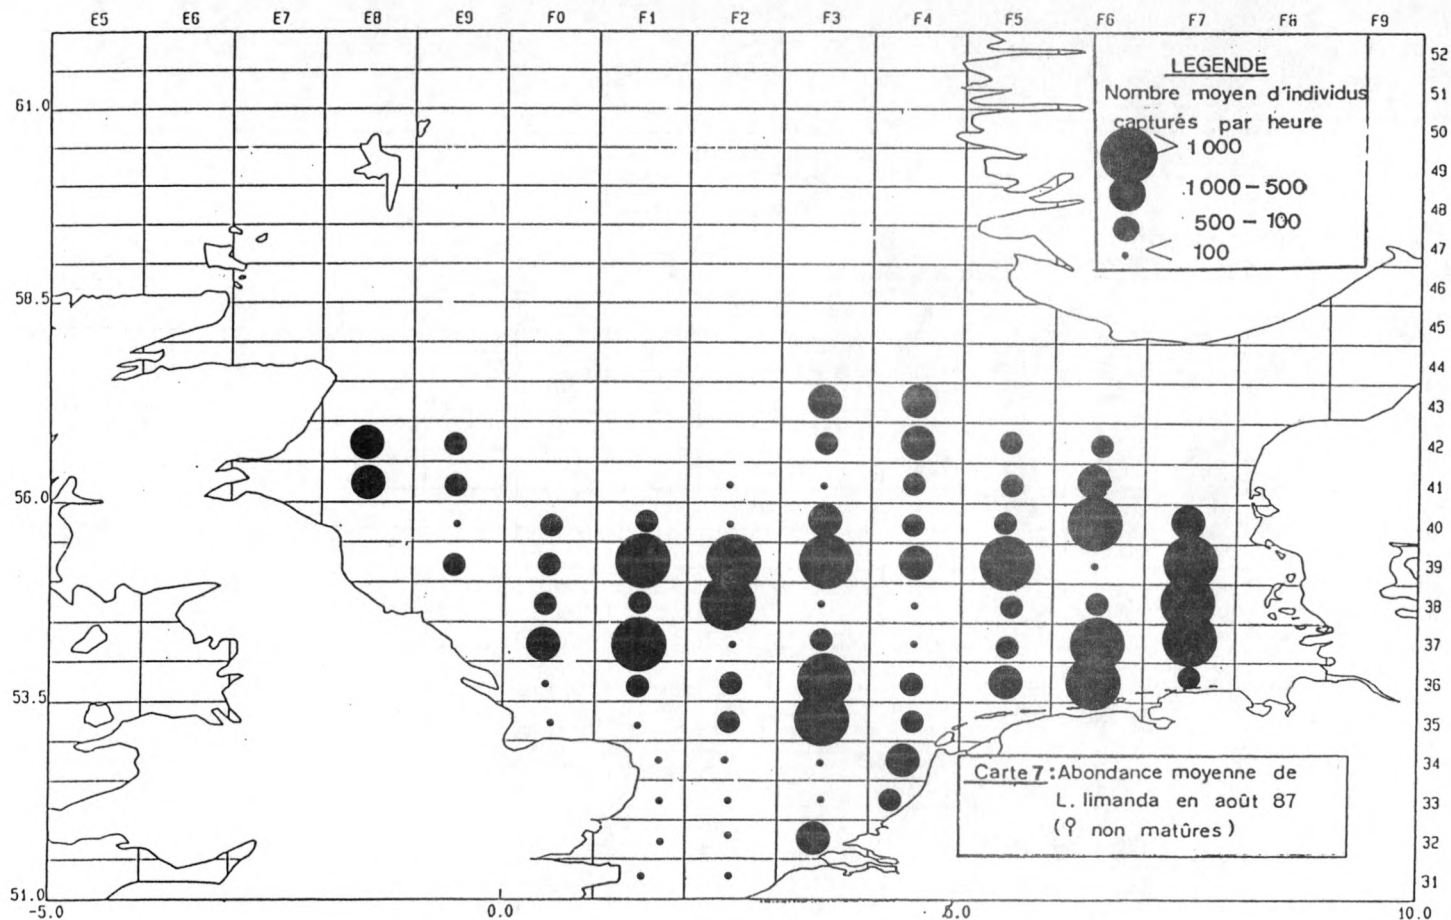 E5 E6 E7 E8 E9 F0 F1 F2 F3 F4 F5 F6 F7 F8 F9
LEGENDE
Nombre moyen d'individus
capturés par heure
> 1000
1000 – 500
500 – 100
< 100
52
51
50
49
48
47
46
45
44
43
42
41
40
39
38
37
36
35
34
33
32
31
61.0
58.5
56.0
53.5
51.0
Carte 7 : Abondance moyenne de
L. limanda en août 87
(♀ non matûres)
-5.0 0.0 5.0 10.0